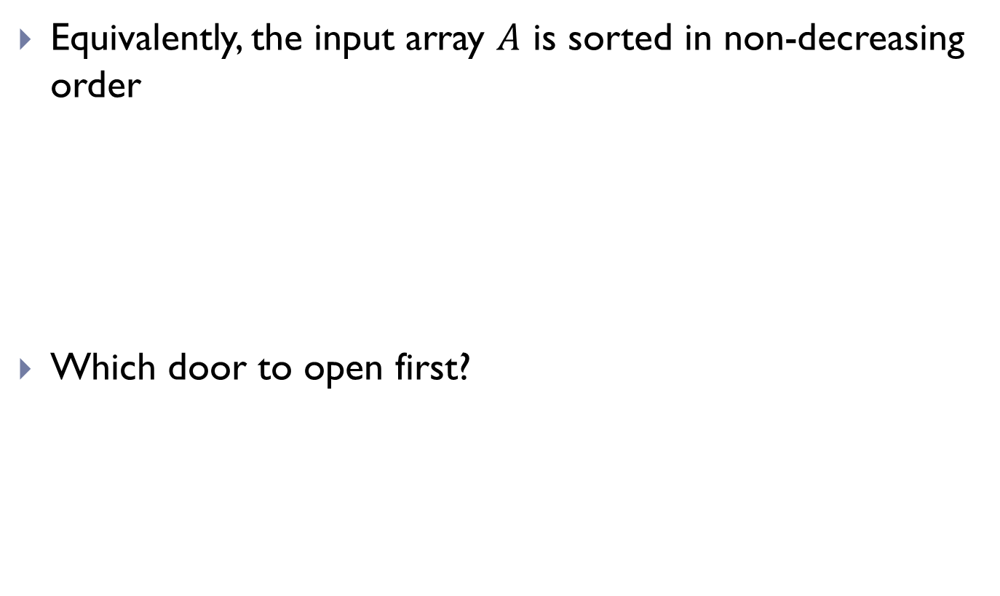 Equivalently, the input array A is sorted in non-decreasing
order
Which door to open first?